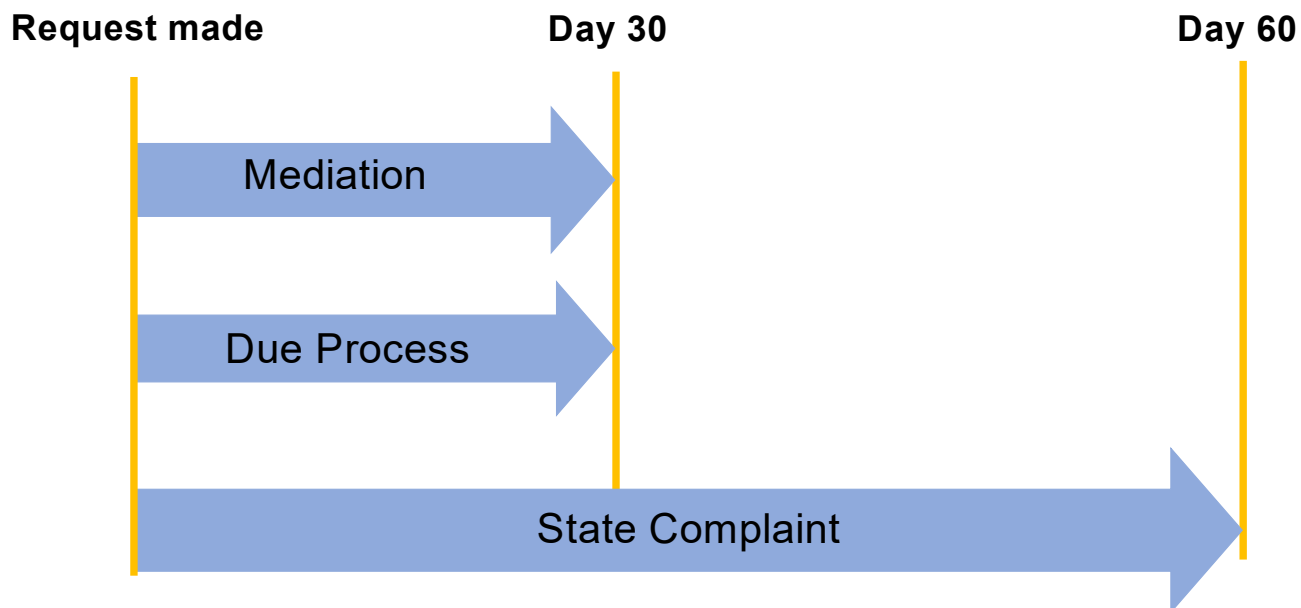 Request made
Day 30
Day 60
Mediation
Due Process
State Complaint